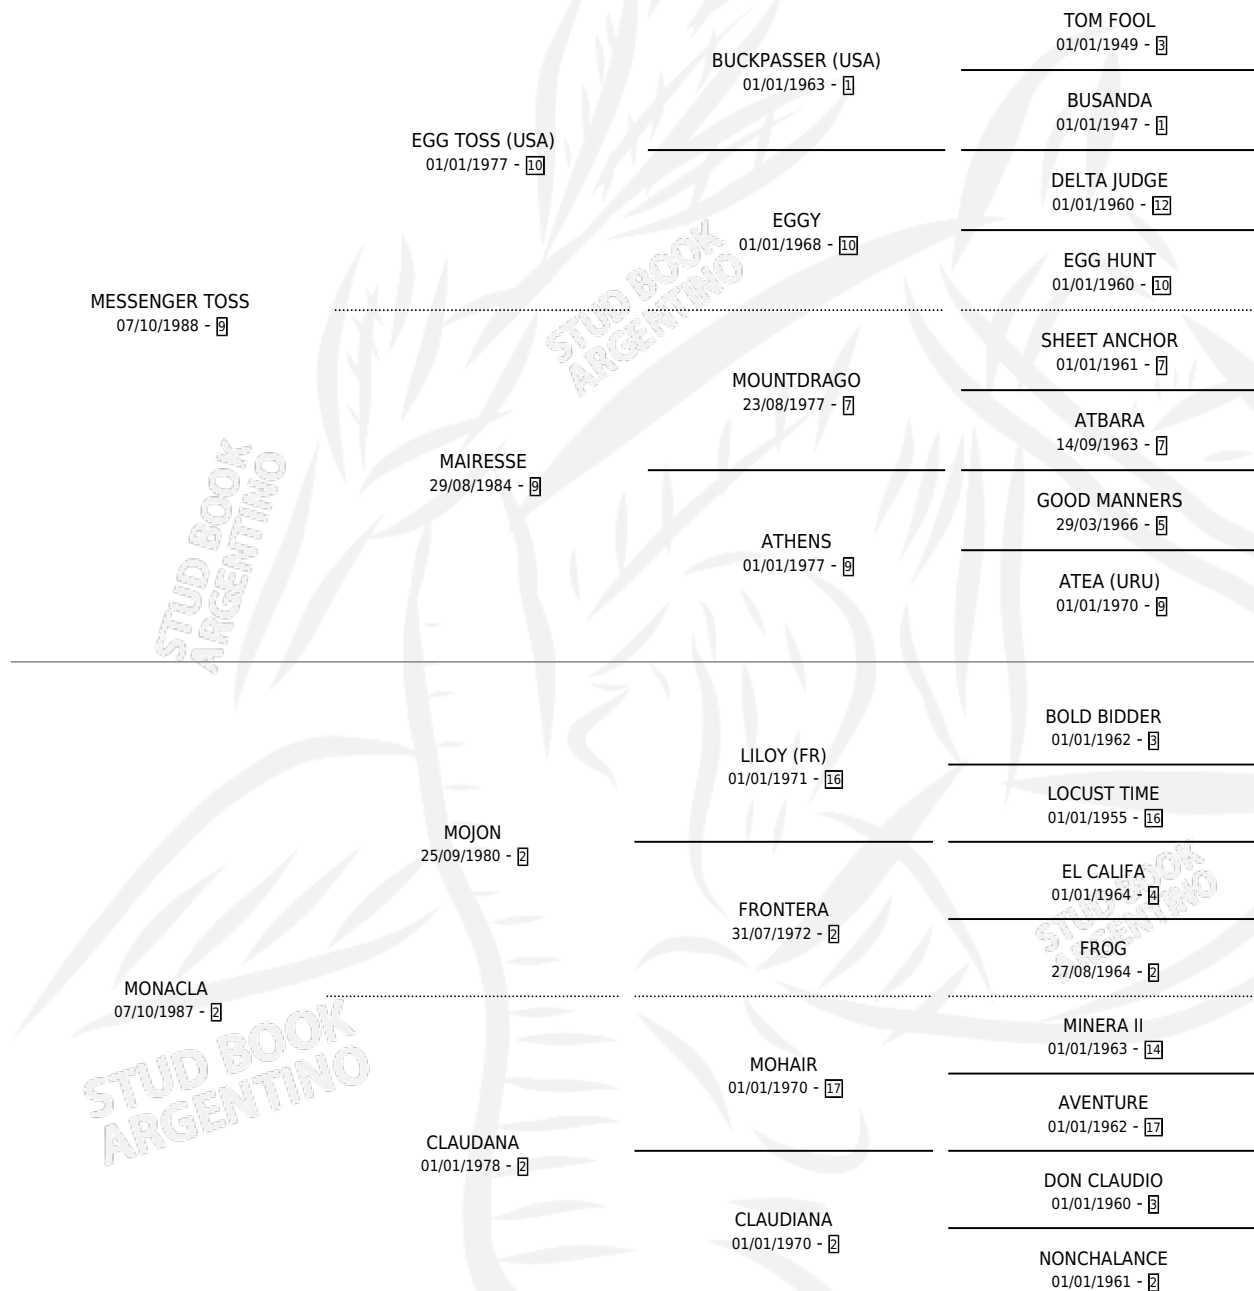 TOM FOOL
01/01/1949 - 3
BUCKPASSER (USA)
01/01/1963 - 1
BUSANDA
01/01/1947 - 1
EGG TOSS (USA)
01/01/1977 - 10
DELTA JUDGE
01/01/1960 - 12
EGGY
01/01/1968 - 10
EGG HUNT
01/01/1960 - 10
MESSENGER TOSS
07/10/1988 - 9
SHEET ANCHOR
01/01/1961 - 7
MOUNTDRAGO
23/08/1977 - 7
ATBARA
14/09/1963 - 7
MAIRESSE
29/08/1984 - 9
GOOD MANNERS
29/03/1966 - 5
ATHENS
01/01/1977 - 9
ATEA (URU)
01/01/1970 - 9
BOLD BIDDER
01/01/1962 - 3
LILOY (FR)
01/01/1971 - 16
LOCUST TIME
01/01/1955 - 16
MOJON
25/09/1980 - 2
EL CALIFA
01/01/1964 - 4
FRONTERA
31/07/1972 - 2
FROG
27/08/1964 - 2
MONACLA
07/10/1987 - 2
MINERA II
01/01/1963 - 14
MOHAIR
01/01/1970 - 17
AVENTURE
01/01/1962 - 17
CLAUDANA
01/01/1978 - 2
DON CLAUDIO
01/01/1960 - 3
CLAUDIANA
01/01/1970 - 2
NONCHALANCE
01/01/1961 - 2
STUD BOOK
ARGENTINO
STUD BOOK
ARGENTINO
STUD BOOK
ARGENTINO
STUD BOOK
ARGENTINO